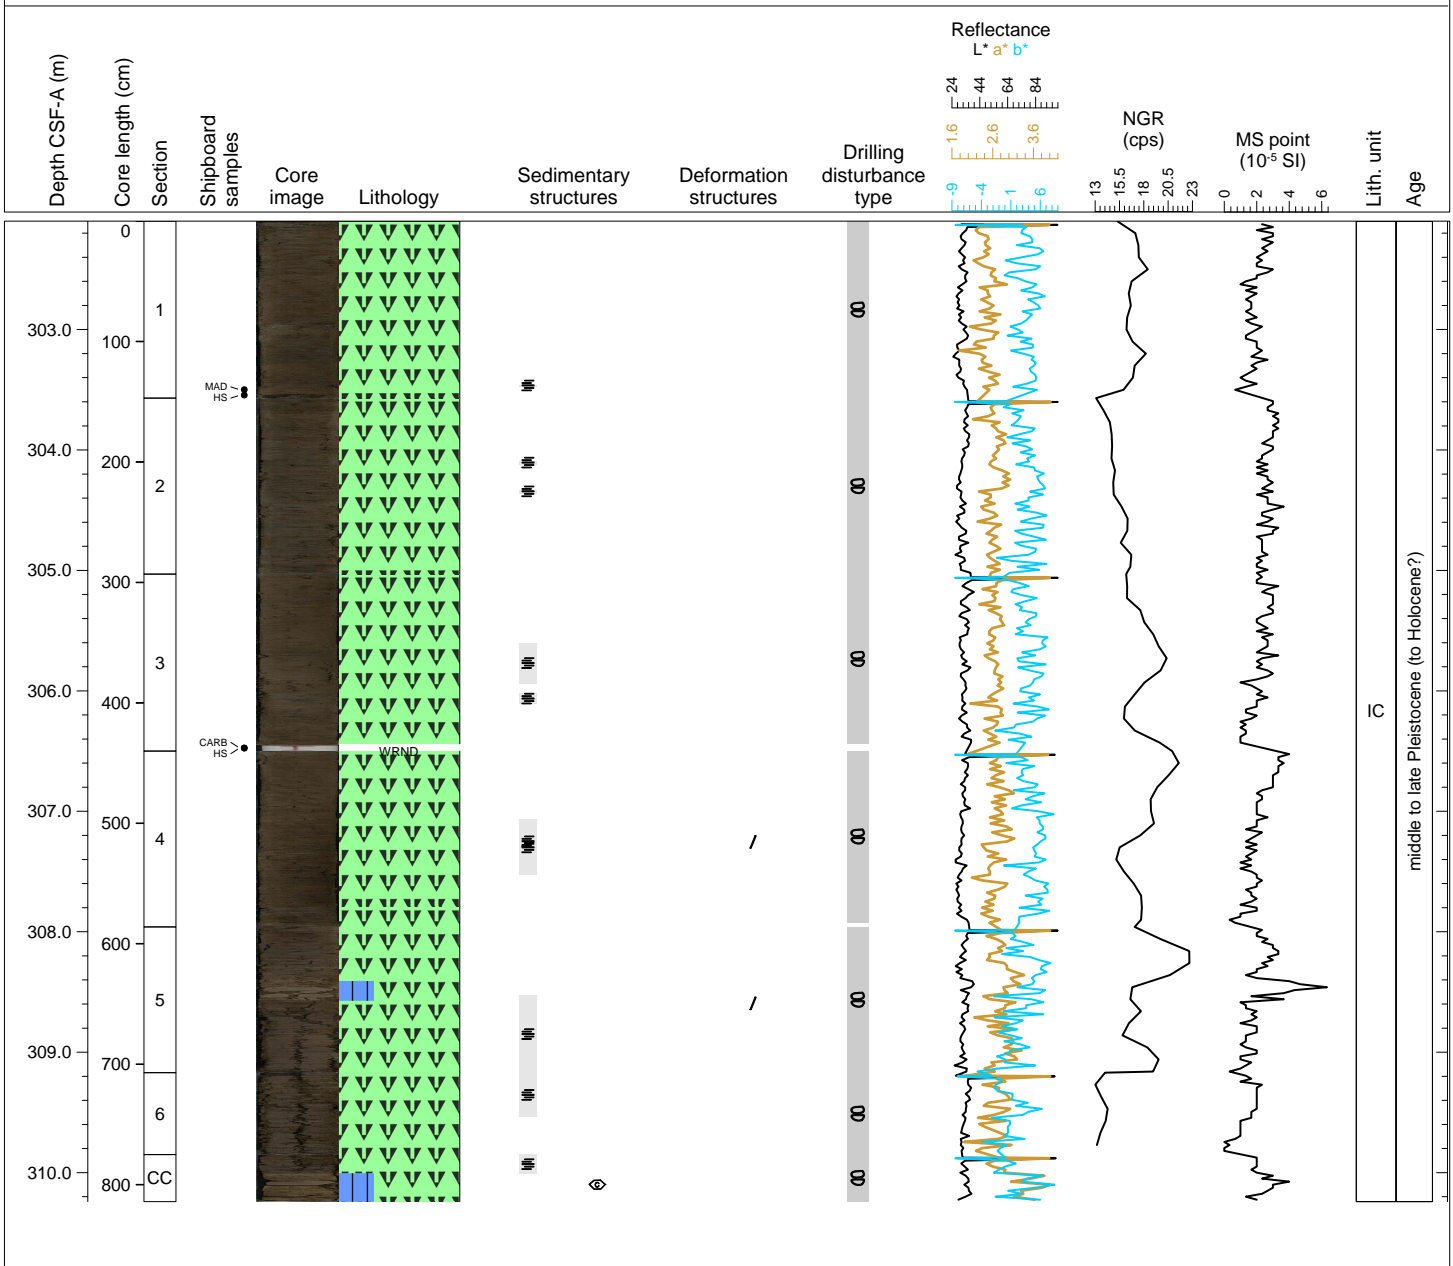 Depth CSF-A (m)
Core length (cm)
Section
Shipboard
samples
Core
image
Lithology
Sedimentary
structures
Deformation
structures
Drilling
disturbance
type
Reflectance
L* a* b*
24 44 64 84
1.6 2.6 3.6
-9 -4 1 6
NGR
(cps)
13 15.5 18 20.5 23
MS point
(10-5 SI)
0 2 4 6
Lith. unit
Age
0
1
303.0
100
MAD
HS
304.0
200
2
305.0
300
3
306.0
400
IC
middle to late Pleistocene (to Holocene?)
CARB
HS
WRND
307.0
500
4
308.0
600
5
309.0
700
6
310.0
800
CC